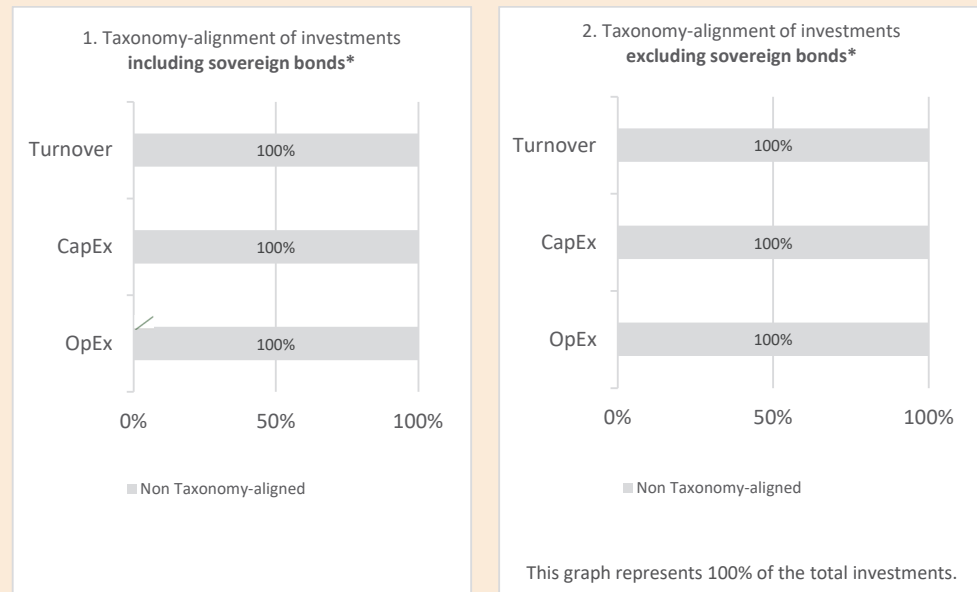 1. Taxonomy-alignment of investments
including sovereign bonds*
Turnover
100%
CapEx
100%
OpEx
100%
0%
50%
100%
Non Taxonomy-aligned
2. Taxonomy-alignment of investments
excluding sovereign bonds*
Turnover
100%
CapEx
100%
OpEx
100%
0%
50%
100%
Non Taxonomy-aligned
This graph represents 100% of the total investments.